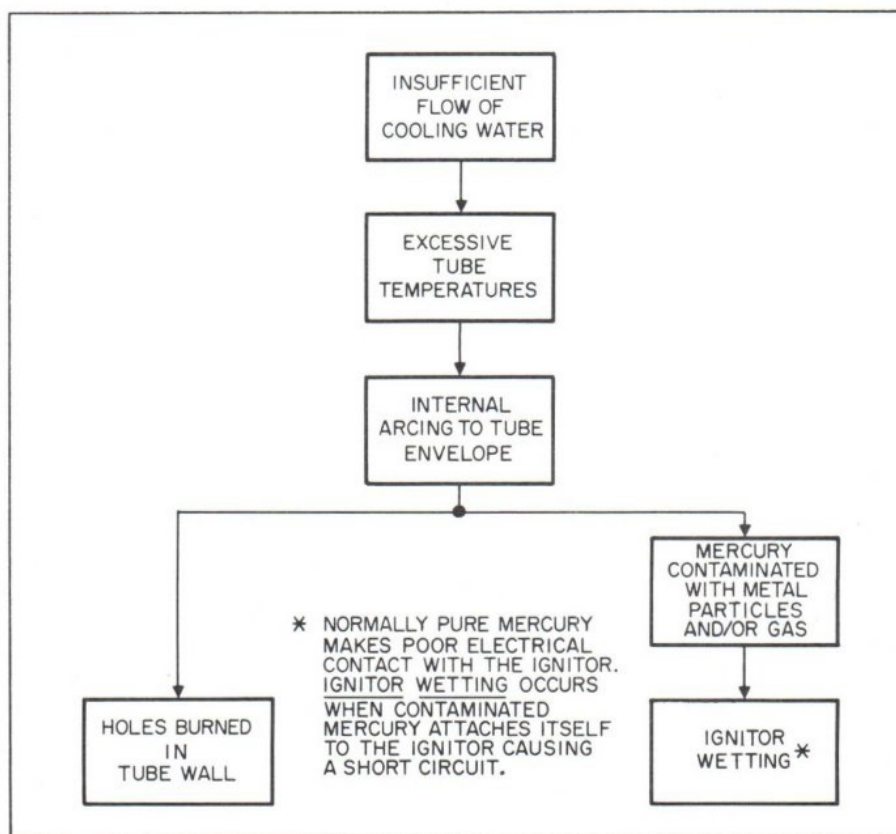 INSUFFICIENT
FLOW OF
COOLING WATER
EXCESSIVE
TUBE
TEMPERATURES
INTERNAL
ARCING TO TUBE
ENVELOPE
MERCURY
CONTAMINATED
WITH METAL
PARTICLES
AND/OR GAS
* NORMALLY PURE MERCURY
MAKES POOR ELECTRICAL
CONTACT WITH THE IGNITOR.
IGNITOR WETTING OCCURS
WHEN CONTAMINATED
MERCURY ATTACHES ITSELF
TO THE IGNITOR CAUSING
A SHORT CIRCUIT.
HOLES BURNED
IN
TUBE WALL
IGNITOR
WETTING*